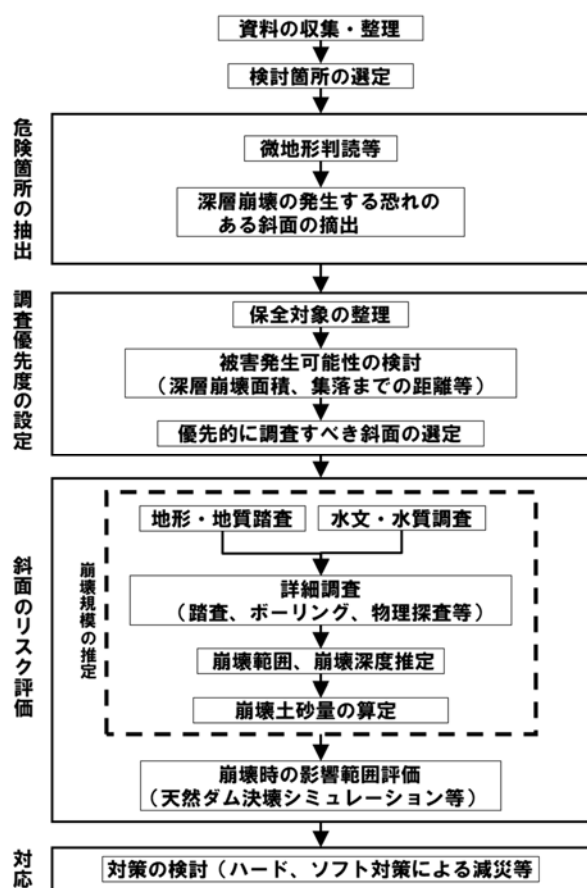 資料の収集・整理
検討箇所の選定
危険箇所の抽出
微地形判読等
深層崩壊の発生する恐れの
ある斜面の摘出
調査優先度の設定
保全対象の整理
被害発生可能性の検討
（深層崩壊面積、集落までの距離等）
優先的に調査すべき斜面の選定
斜面のリスク評価
崩壊規模の推定
地形・地質踏査
水文・水質調査
詳細調査
（踏査、ボーリング、物理探査等）
崩壊範囲、崩壊深度推定
崩壊土砂量の算定
崩壊時の影響範囲評価
（天然ダム決壊シミュレーション等）
対応
対策の検討（ハード、ソフト対策による減災等